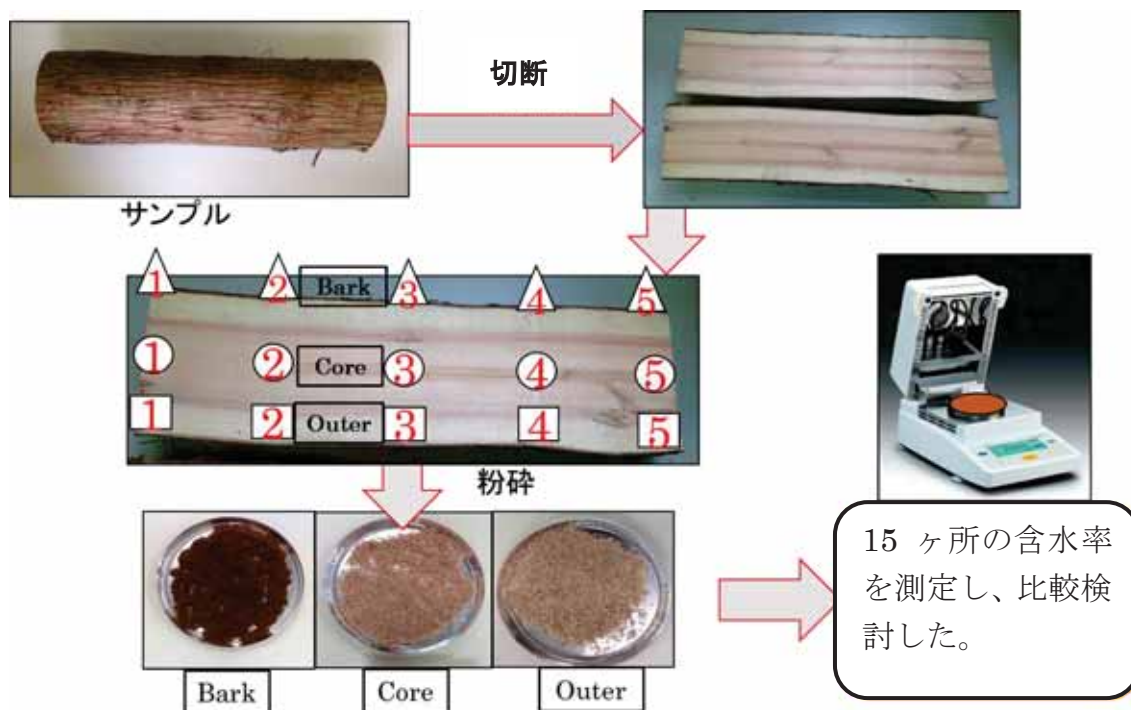 切断
サンプル
1 2 Bark 3 4 5
1 2 Core 3 4 5
1 2 Outer 3 4 5
粉砕
Bark Core Outer
15 ヶ所の含水率
を測定し、比較検
討した。